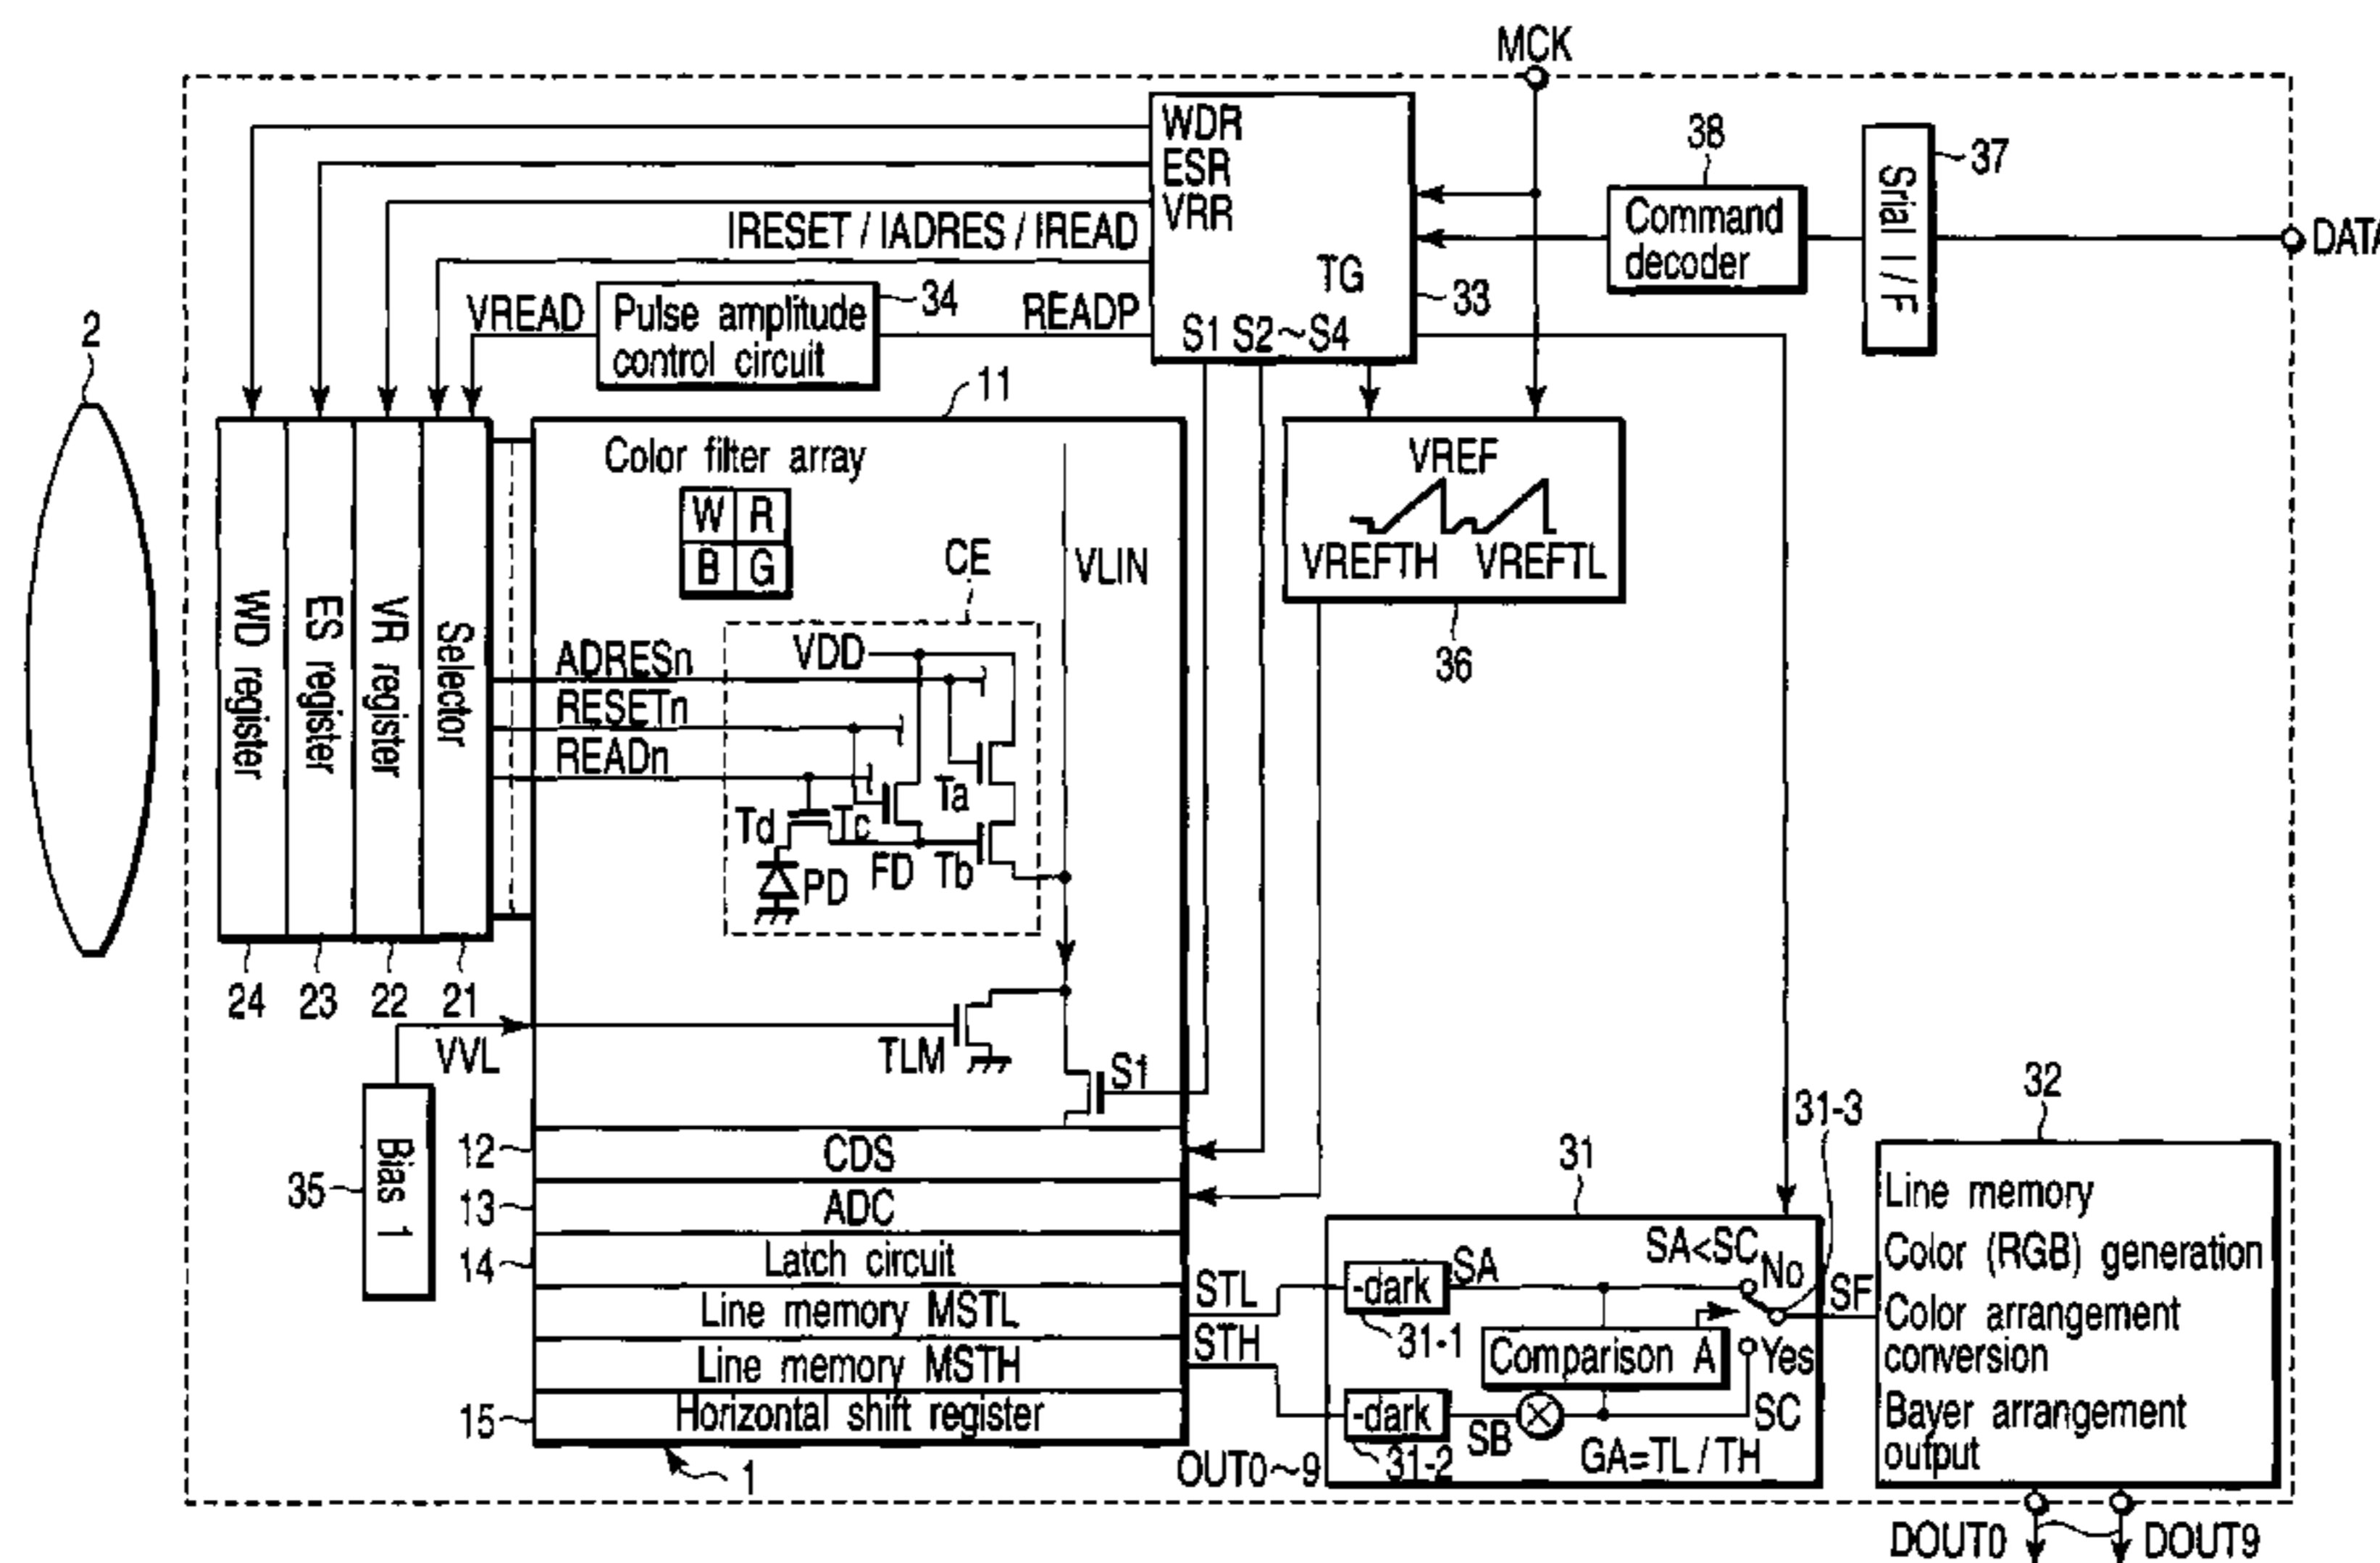 MCK
WDR
ESR
VRR
IRESET / IADRES / IREAD
TG
33
38
Command
decoder
Srial I / F
37
DATA
VREAD
Pulse amplitude
control circuit
34
READP
S1 S2~S4
2
11
Color filter array
W R
B G
CE
VLIN
VREF
VREFTH VREFTL
36
WD register
ES register
VR register
Selector
ADRESn
RESETn
READn
VDD
Ta
Td
Tc
PD
FD
Tb
24
23
22
21
VVL
TLM
S1
35
Bias 1
12
CDS
13
ADC
14
Latch circuit
Line memory MSTL
Line memory MSTH
15
Horizontal shift register
1
STL
STH
OUT0~9
31
-dark
SA
31-1
SA<SC
No
31-3
SF
Comparison A
Yes
-dark
SB
31-2
SC
GA=TL / TH
32
Line memory
Color (RGB) generation
Color arrangement
conversion
Bayer arrangement
output
DOUT0
DOUT9